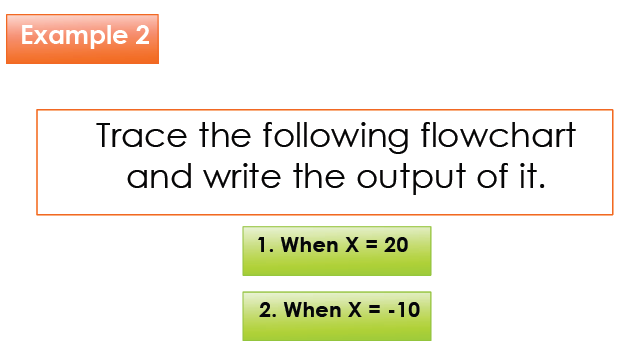 Example 2
Trace the following flowchart
and write the output of it.
1. When X = 20
2. When X = -10